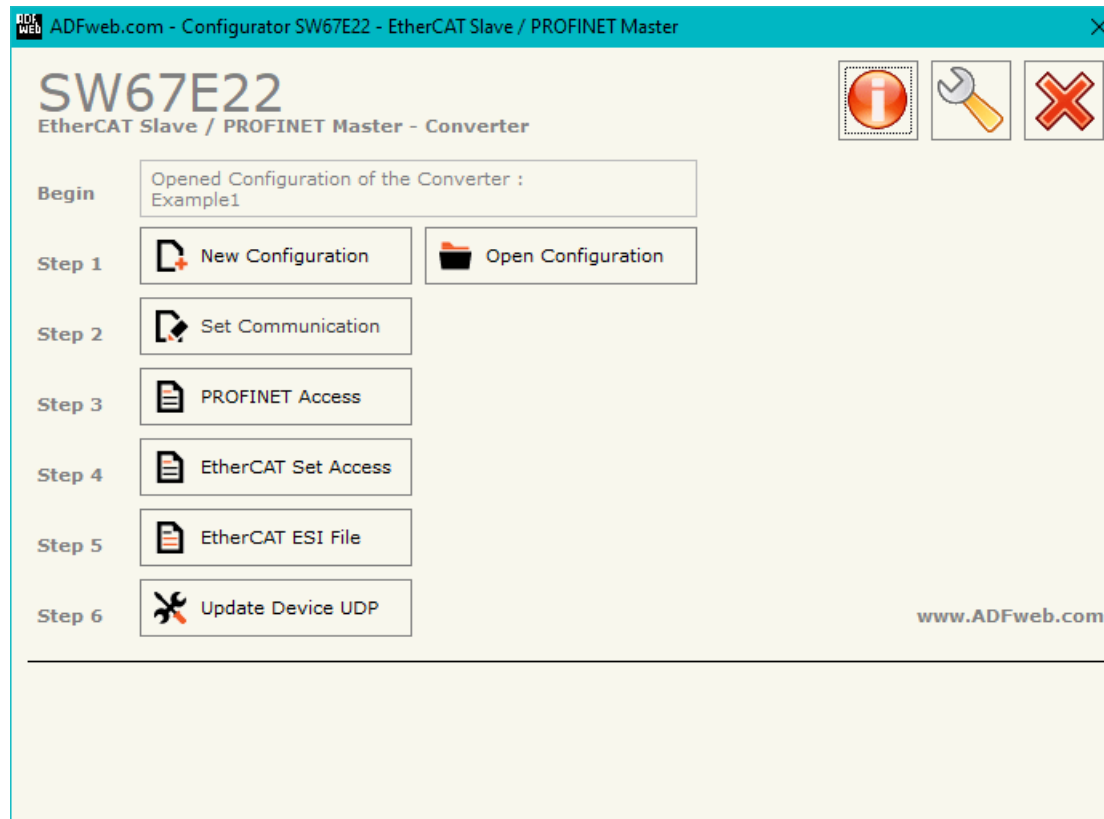 ADF WEB ADFweb.com - Configurator SW67E22 - EtherCAT Slave / PROFINET Master
SW67E22
EtherCAT Slave / PROFINET Master - Converter
Begin
Opened Configuration of the Converter :
Example1
Step 1 New Configuration Open Configuration
Step 2 Set Communication
Step 3 PROFINET Access
Step 4 EtherCAT Set Access
Step 5 EtherCAT ESI File
Step 6 Update Device UDP
www.ADFweb.com